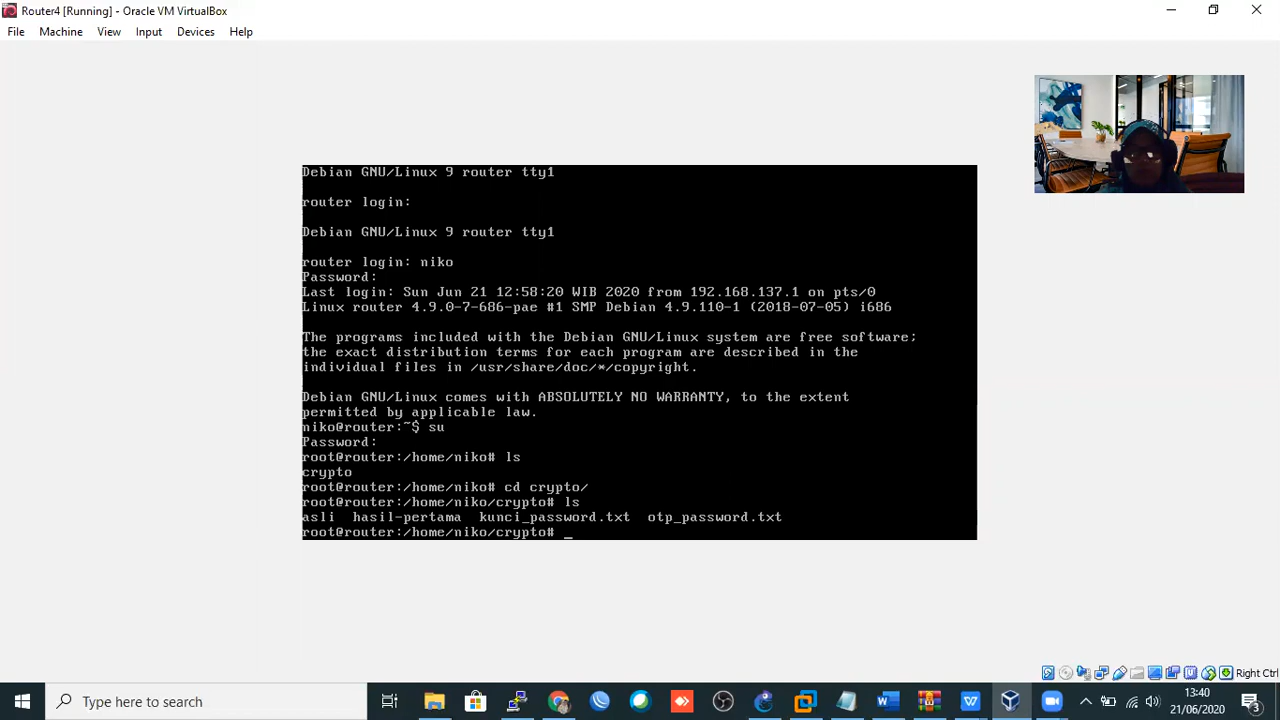 Router4 [Running] - Oracle VM VirtualBox
File Machine View Input Devices Help
Debian GNU/Linux 9 router tty1
router login:
Debian GNU/Linux 9 router tty1
router login: niko
Password:
Last login: Sun Jun 21 12:58:20 WIB 2020 from 192.168.137.1 on pts/0
Linux router 4.9.0-7-686-pae #1 SMP Debian 4.9.110-1 (2018-07-05) i686
The programs included with the Debian GNU/Linux system are free software;
the exact distribution terms for each program are described in the
individual files in /usr/share/doc/*/copyright.
Debian GNU/Linux comes with ABSOLUTELY NO WARRANTY, to the extent
permitted by applicable law.
niko@router:~$ su
Password:
root@router:/home/niko# ls
crypto
root@router:/home/niko# cd crypto/
root@router:/home/niko/crypto# ls
asli hasil-pertama kunci_password.txt otp_password.txt
root@router:/home/niko/crypto# _
Right Ctrl
Type here to search
13:40
21/06/2020
3